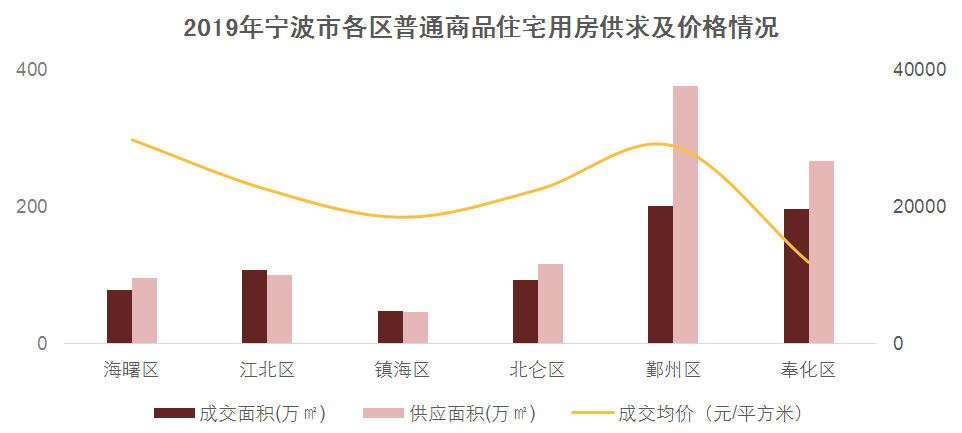 2019年宁波市各区普通商品住宅用房供求及价格情况
400 40000
200 20000
0 0
海曙区 江北区 镇海区 北仑区 鄞州区 奉化区
成交面积(万㎡) 供应面积(万㎡) 成交均价（元/平方米）